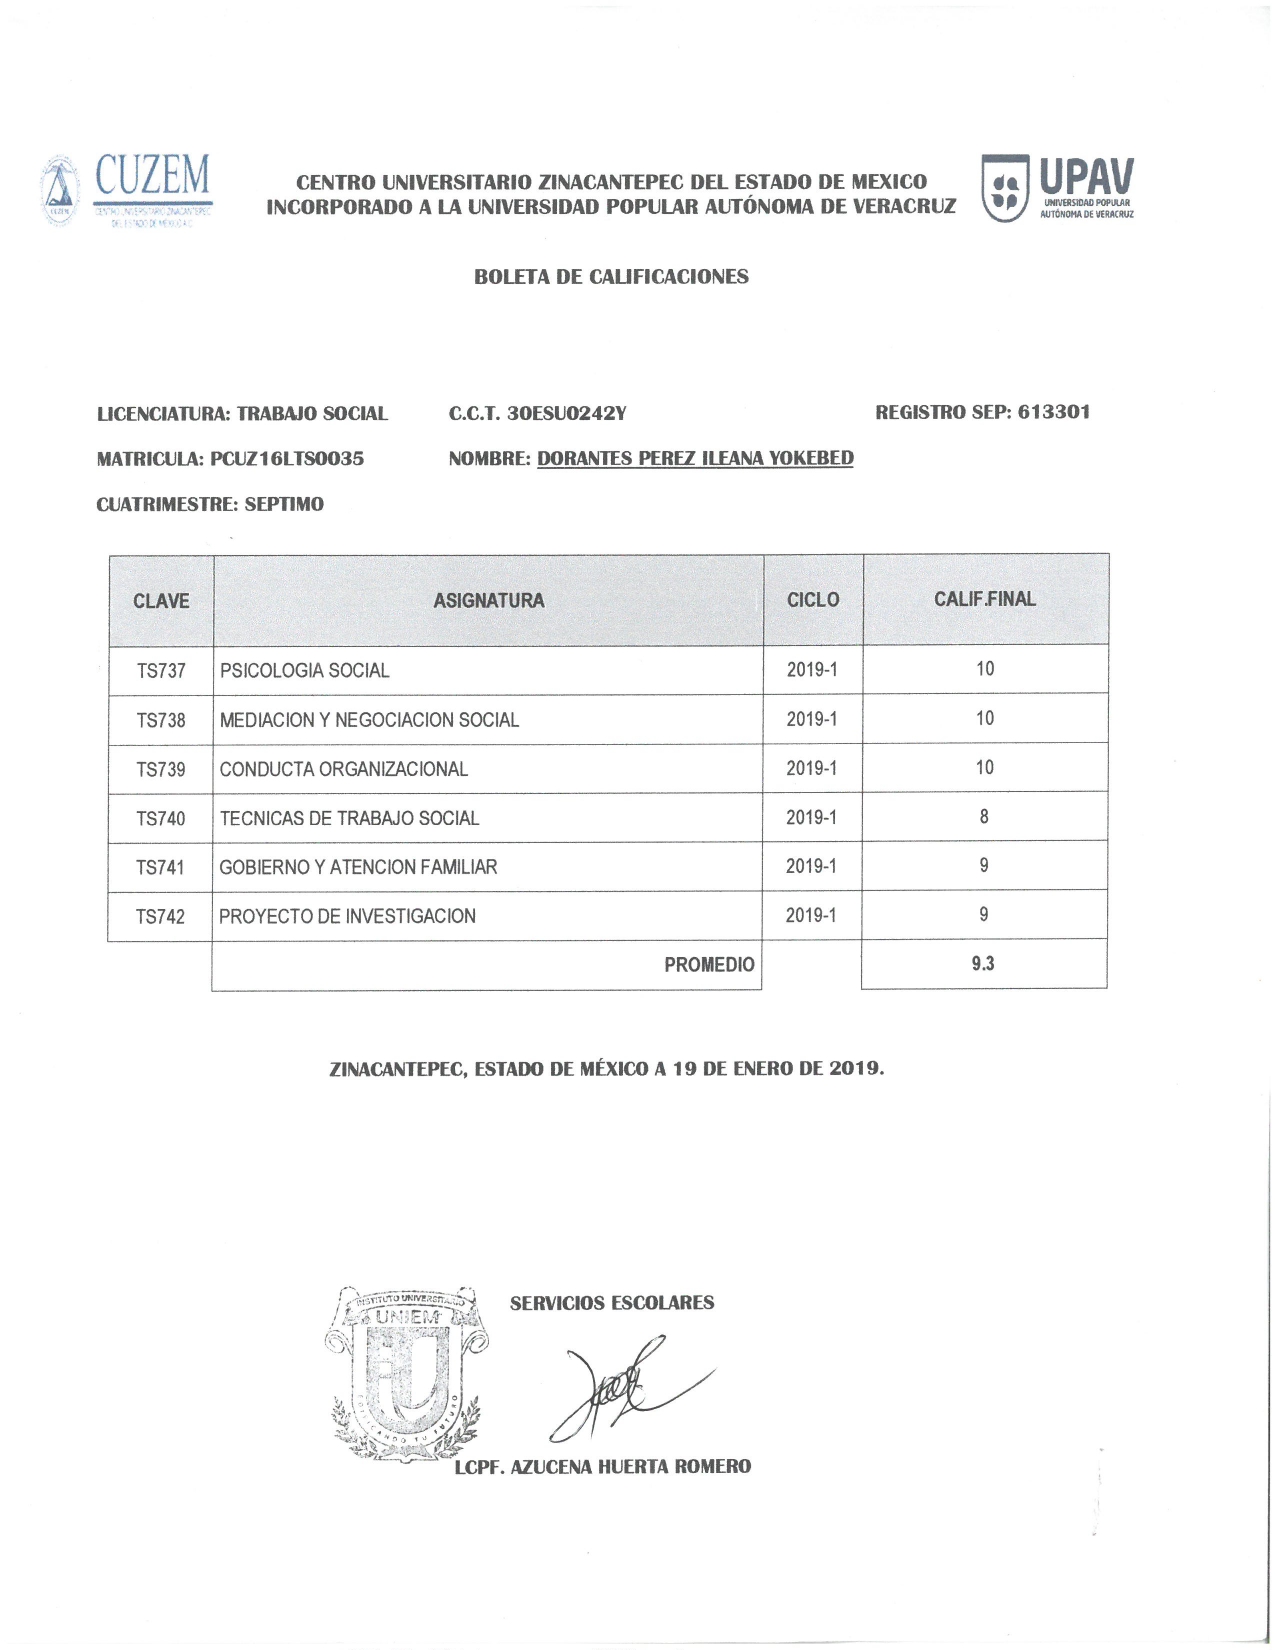 CUZEM
CENTRO UNIVERSITARIO ZINACANTEPEC
DEL ESTADO DE MEXICO A.C.
CUZEM
CENTRO UNIVERSITARIO ZINACANTEPEC DEL ESTADO DE MEXICO
INCORPORADO A LA UNIVERSIDAD POPULAR AUTÓNOMA DE VERACRUZ
UPAV
UNIVERSIDAD POPULAR
AUTÓNOMA DE VERACRUZ
BOLETA DE CALIFICACIONES
LICENCIATURA: TRABAJO SOCIAL C.C.T. 30ESU0242Y REGISTRO SEP: 613301
MATRICULA: PCUZ16LTS0035 NOMBRE: DORANTES PEREZ ILEANA YOKEBED
CUATRIMESTRE: SEPTIMO
CLAVE ASIGNATURA CICLO CALIF.FINAL
TS737 PSICOLOGIA SOCIAL 2019-1 10
TS738 MEDIACION Y NEGOCIACION SOCIAL 2019-1 10
TS739 CONDUCTA ORGANIZACIONAL 2019-1 10
TS740 TECNICAS DE TRABAJO SOCIAL 2019-1 8
TS741 GOBIERNO Y ATENCION FAMILIAR 2019-1 9
TS742 PROYECTO DE INVESTIGACION 2019-1 9
PROMEDIO 9.3
ZINACANTEPEC, ESTADO DE MÉXICO A 19 DE ENERO DE 2019.
INSTITUTO UNIVERSITARIO
UNIEM
TU FUTURO
SERVICIOS ESCOLARES
LCPF. AZUCENA HUERTA ROMERO